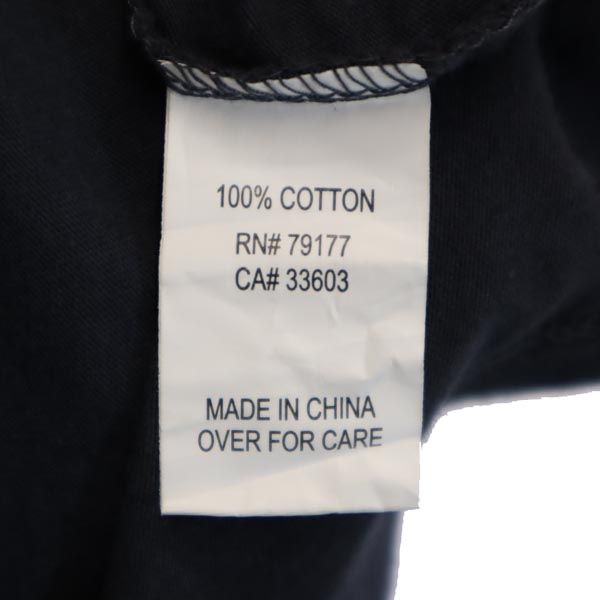 100% COTTON
RN# 79177
CA# 33603
MADE IN CHINA
OVER FOR CARE